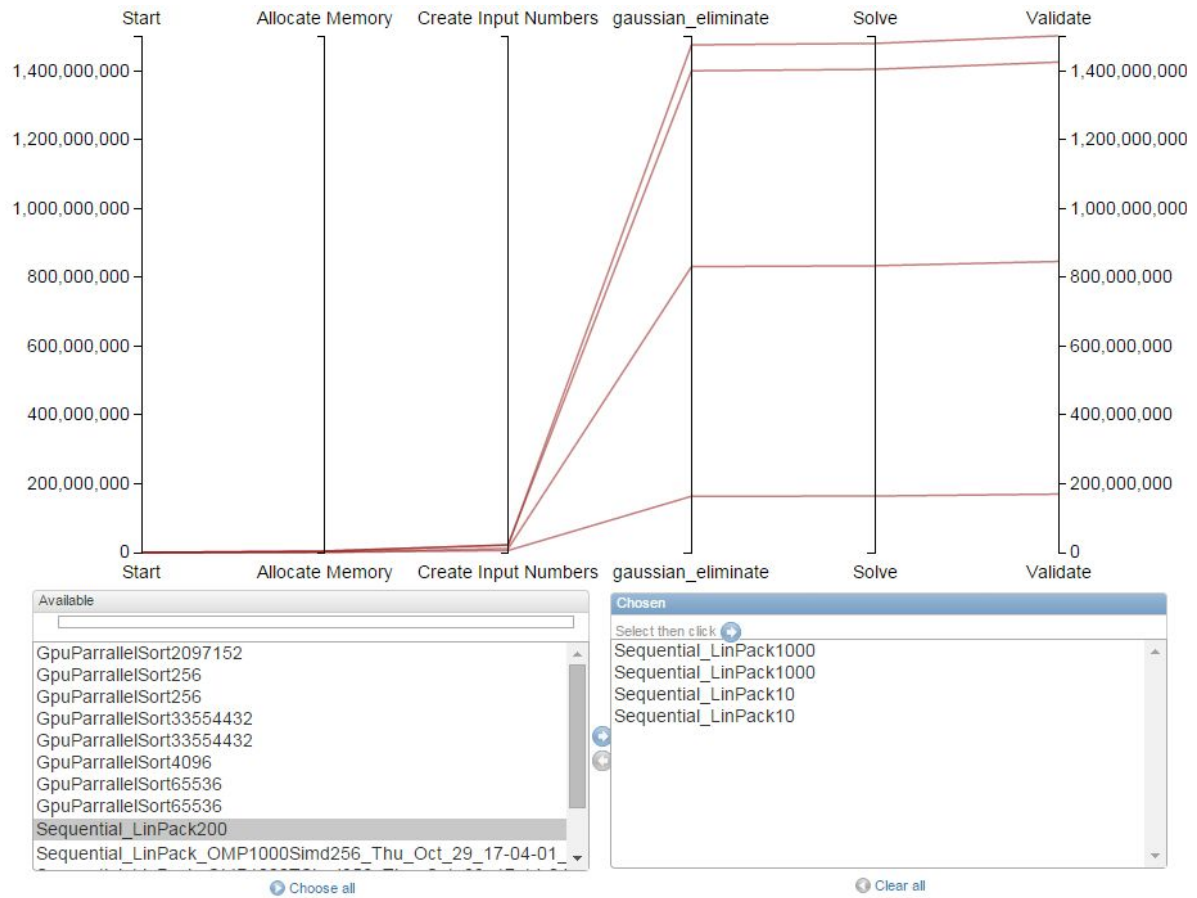 Start Allocate Memory Create Input Numbers gaussian_eliminate Solve Validate
1,400,000,000 1,400,000,000
1,200,000,000 1,200,000,000
1,000,000,000 1,000,000,000
800,000,000 800,000,000
600,000,000 600,000,000
400,000,000 400,000,000
200,000,000 200,000,000
0 0
Start Allocate Memory Create Input Numbers gaussian_eliminate Solve Validate
Available
GpuParrallelSort2097152
GpuParrallelSort256
GpuParrallelSort256
GpuParrallelSort33554432
GpuParrallelSort33554432
GpuParrallelSort4096
GpuParrallelSort65536
GpuParrallelSort65536
Sequential_LinPack200
Sequential_LinPack_OMP1000Simd256_Thu_Oct_29_17-04-01_
Choose all
Chosen
Select then click
Sequential_LinPack1000
Sequential_LinPack1000
Sequential_LinPack10
Sequential_LinPack10
Clear all